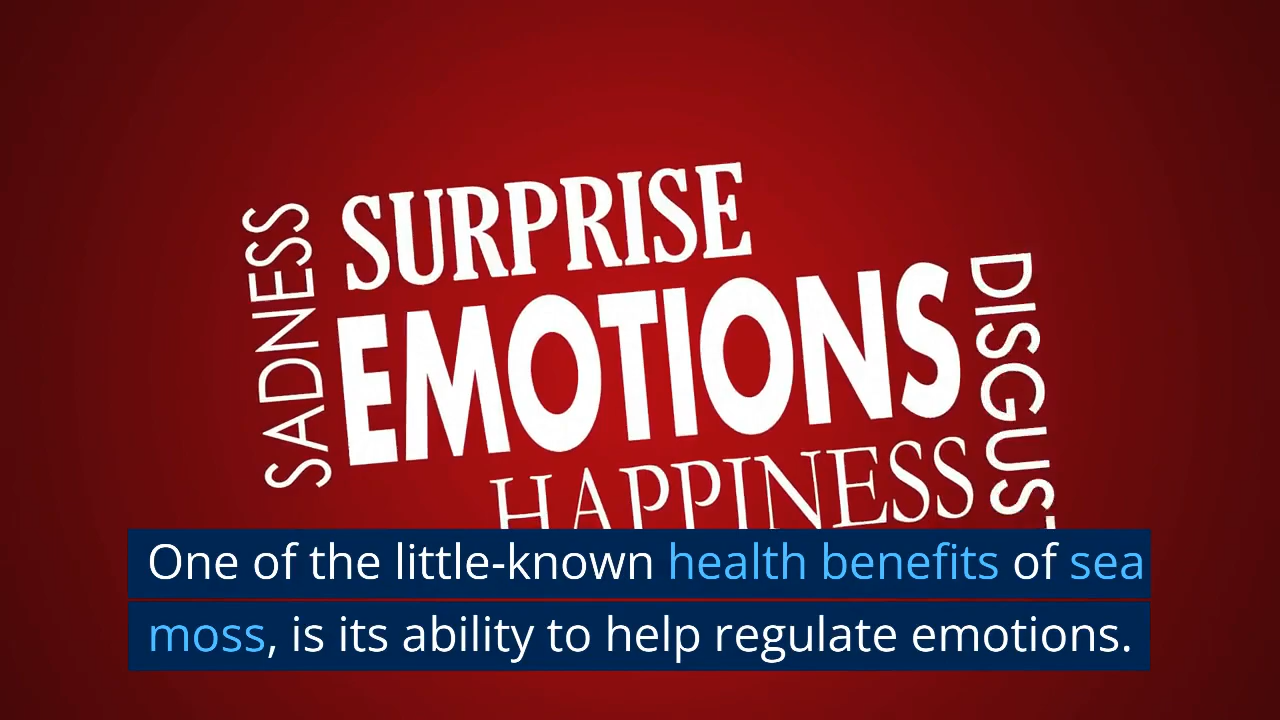 SADNESS
SURPRISE
EMOTIONS
DISGUST
HAPPINESS
One of the little-known health benefits of sea
moss, is its ability to help regulate emotions.